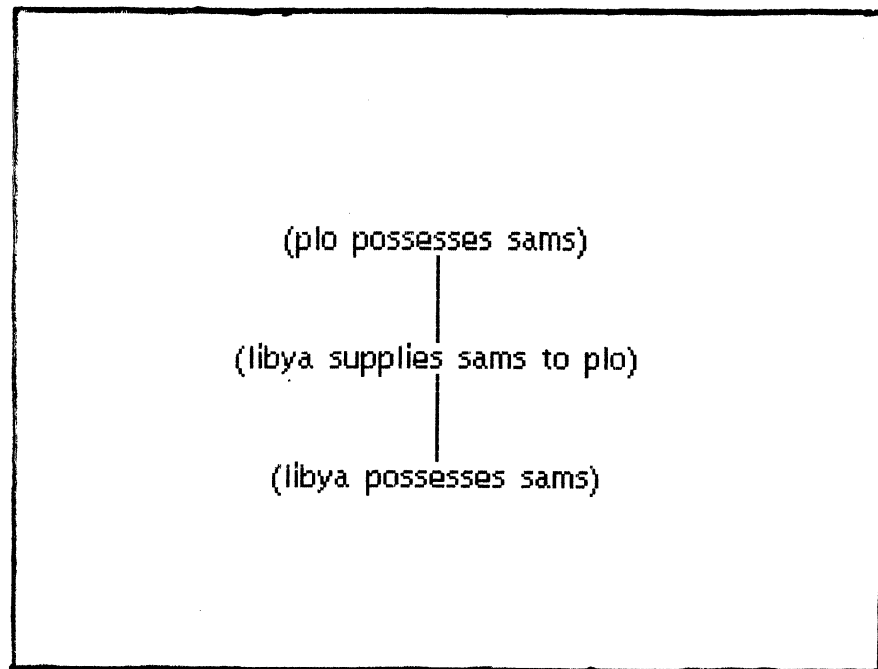 (plo possesses sams)
(libya supplies sams to plo)
(libya possesses sams)